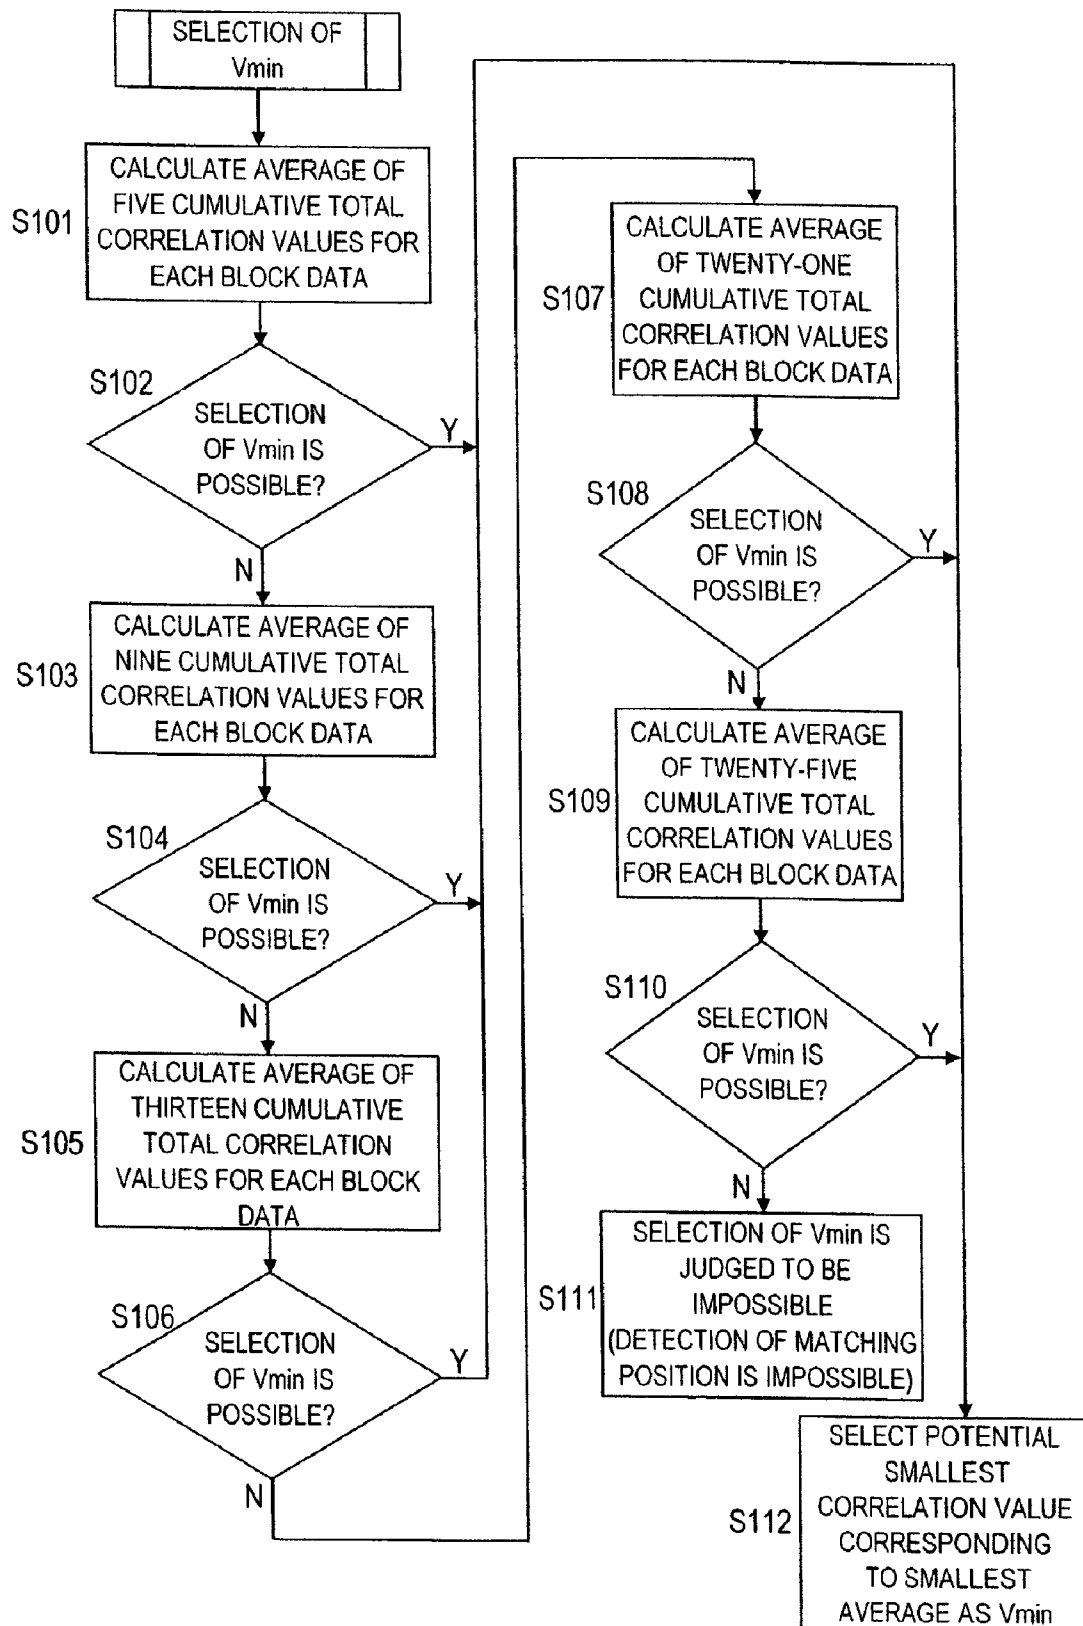 SELECTION OF
Vmin
S101
CALCULATE AVERAGE OF
FIVE CUMULATIVE TOTAL
CORRELATION VALUES FOR
EACH BLOCK DATA
S102
SELECTION
OF Vmin IS
POSSIBLE?
Y
N
S103
CALCULATE AVERAGE OF
NINE CUMULATIVE TOTAL
CORRELATION VALUES FOR
EACH BLOCK DATA
S104
SELECTION
OF Vmin IS
POSSIBLE?
Y
N
S105
CALCULATE AVERAGE OF
THIRTEEN CUMULATIVE
TOTAL CORRELATION
VALUES FOR EACH BLOCK
DATA
S106
SELECTION
OF Vmin IS
POSSIBLE?
Y
N
S107
CALCULATE AVERAGE
OF TWENTY-ONE
CUMULATIVE TOTAL
CORRELATION VALUES
FOR EACH BLOCK DATA
S108
SELECTION
OF Vmin IS
POSSIBLE?
Y
N
S109
CALCULATE AVERAGE
OF TWENTY-FIVE
CUMULATIVE TOTAL
CORRELATION VALUES
FOR EACH BLOCK DATA
S110
SELECTION
OF Vmin IS
POSSIBLE?
Y
N
S111
SELECTION OF Vmin IS
JUDGED TO BE
IMPOSSIBLE
(DETECTION OF MATCHING
POSITION IS IMPOSSIBLE)
S112
SELECT POTENTIAL
SMALLEST
CORRELATION VALUE
CORRESPONDING
TO SMALLEST
AVERAGE AS Vmin